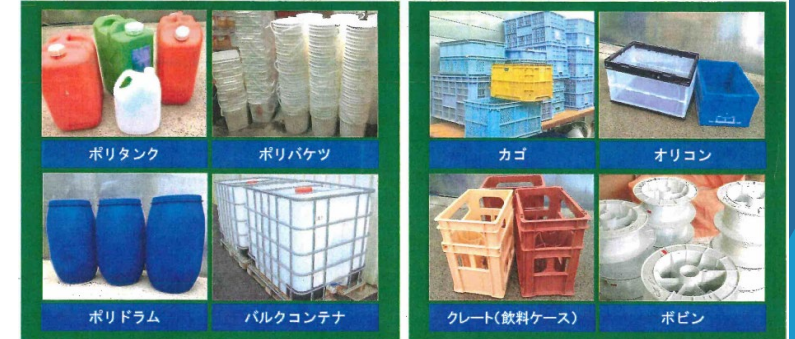 ポリタンク
ポリバケツ
カゴ
オリコン
ポリドラム
バルクコンテナ
クレート(飲料ケース)
ボビン